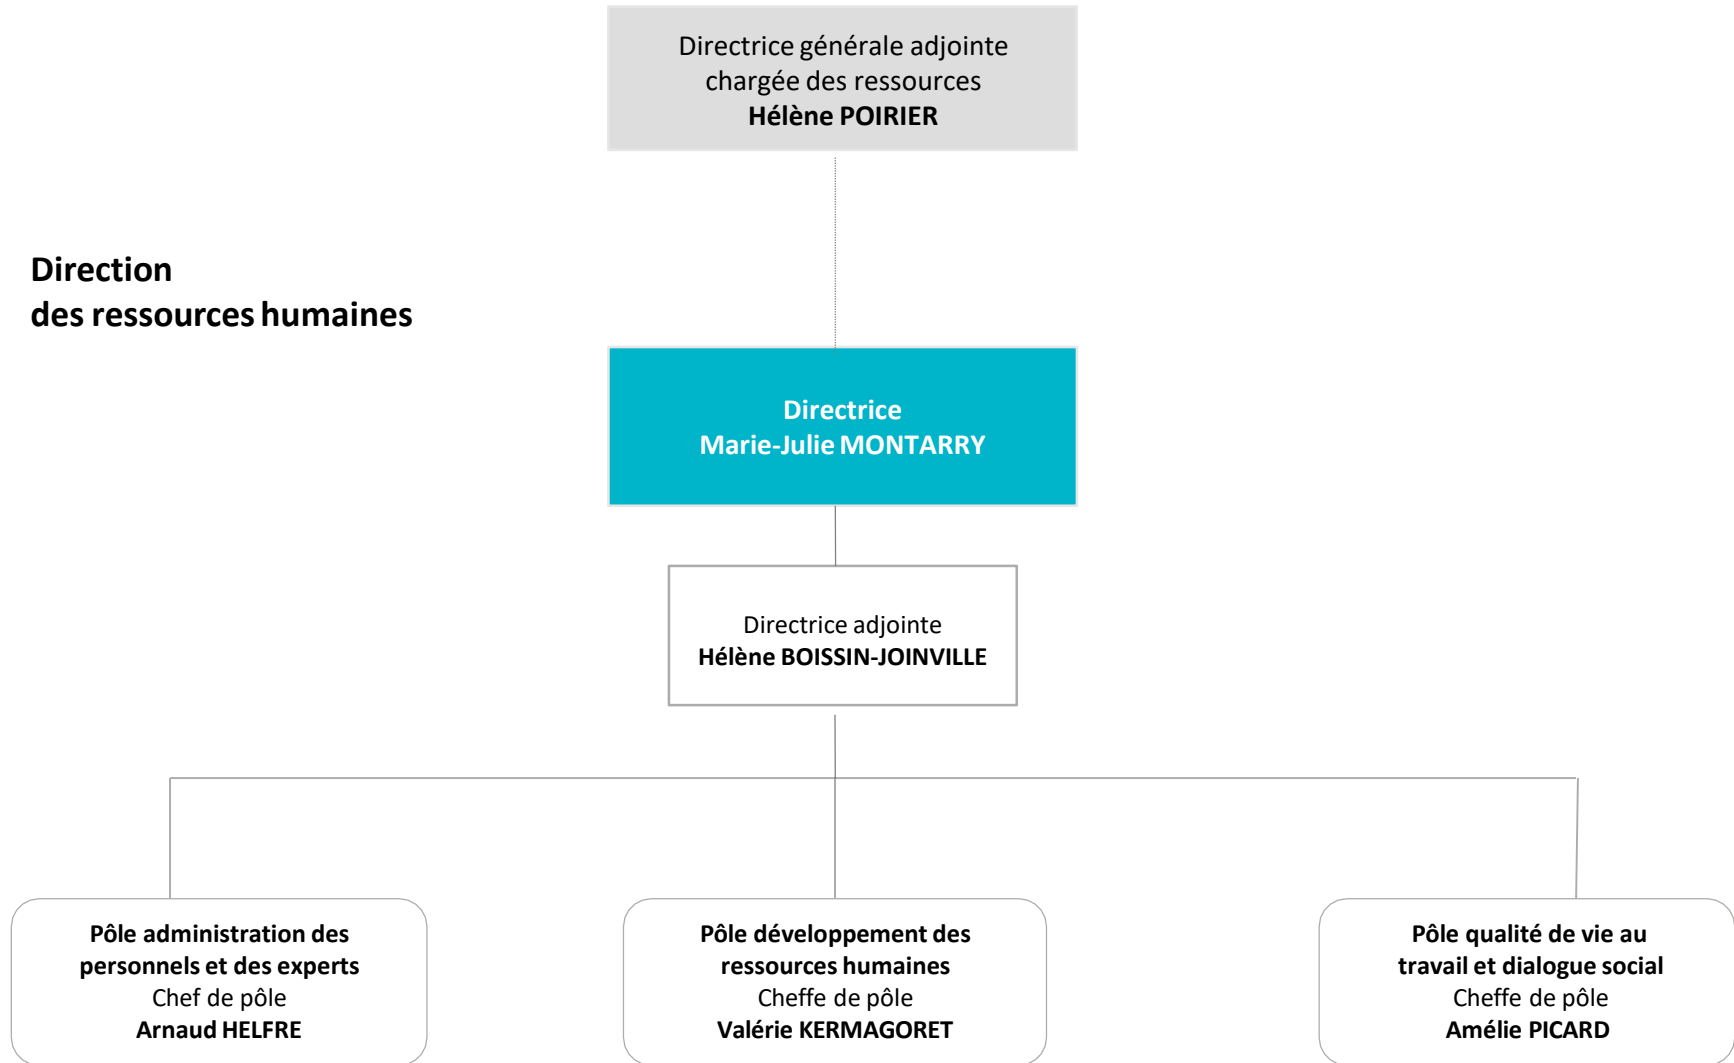 Directrice générale adjointe
chargée des ressources
Hélène POIRIER
Direction
des ressources humaines
Directrice
Marie-Julie MONTARRY
Directrice adjointe
Hélène BOISSIN-JOINVILLE
Pôle administration des
personnels et des experts
Chef de pôle
Arnaud HELFRE
Pôle développement des
ressources humaines
Cheffe de pôle
Valérie KERMAGORET
Pôle qualité de vie au
travail et dialogue social
Cheffe de pôle
Amélie PICARD